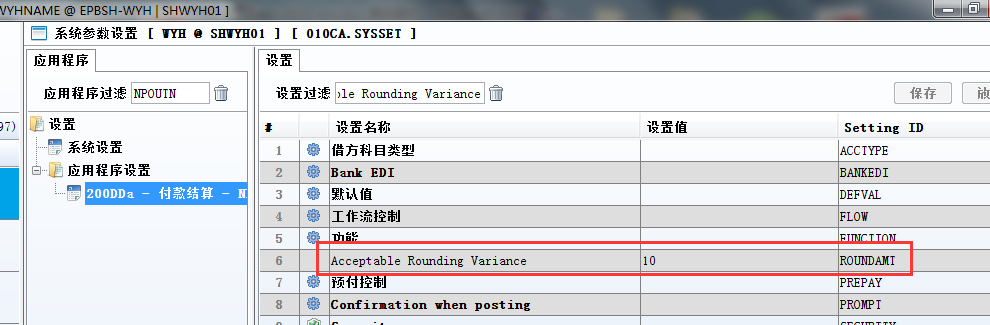 WYHNAME @ EPBSH-WYH | SHWYH01 ]
系统参数设置 [ WYH @ SHWYH01 ] [ 010CA.SYSSET ]
应用程序
设置
应用程序过滤 NPOUTN
设置过滤 ble Rounding Variance
保存
97)
设置
系统设置
应用程序设置
200DDa - 付款结算 - N
# 设置名称 设置值 Setting ID
1 借方科目类型 ACCTYPE
2 Bank EDI BANKEDI
3 默认值 DEFVAL
4 工作流控制 FLOW
5 功能 FUNCTION
6 Acceptable Rounding Variance 10 ROUNDAMT
7 预付控制 PREPAY
8 Confirmation when posting PROMPT